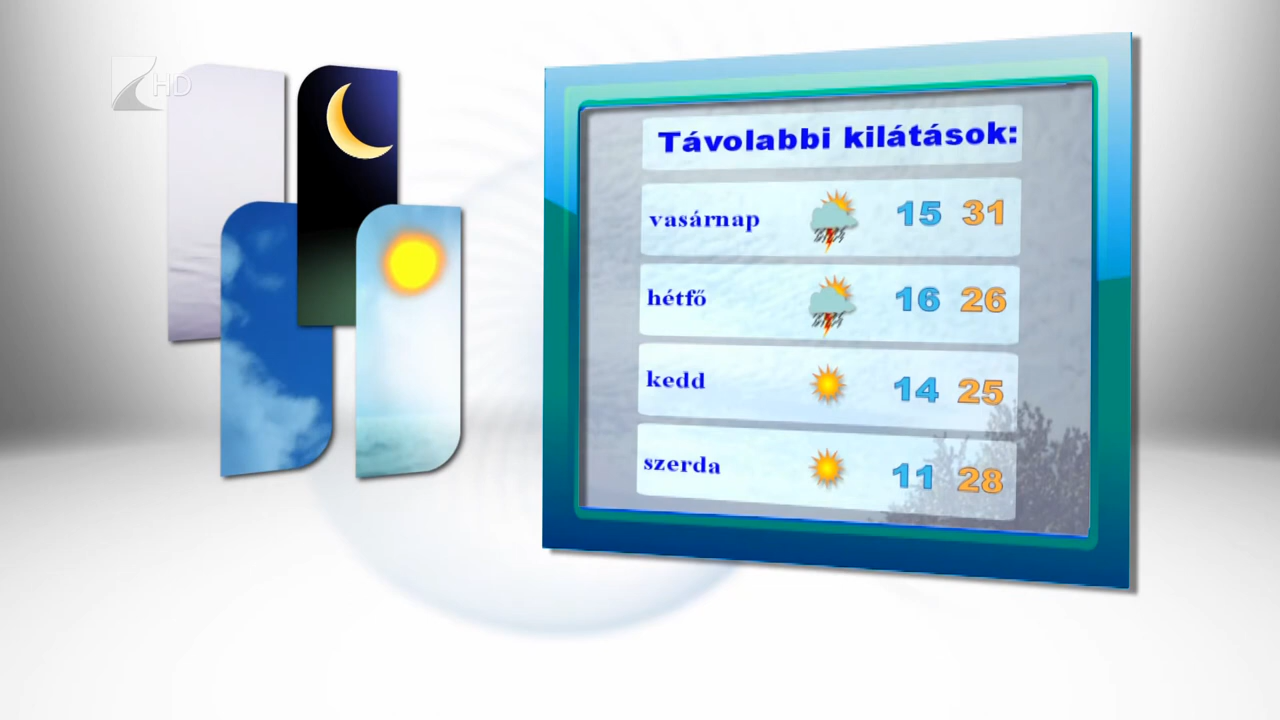 HD
Távolabbi kilátások:
vasárnap 15 31
hétfő 16 26
kedd 14 25
szerda 11 28